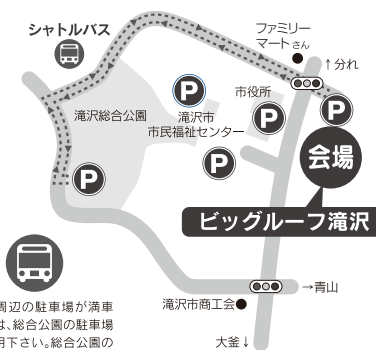 シャトルバス
ファミリー
マートさん
↑分れ
P
市役所
P
P
滝沢総合公園
滝沢市
市民福祉センター
P
会場
P
ビッグルーフ滝沢
→青山
滝沢市商工会
大釜↓
周辺の駐車場が満車
は、総合公園の駐車場
用下さい。総合公園の